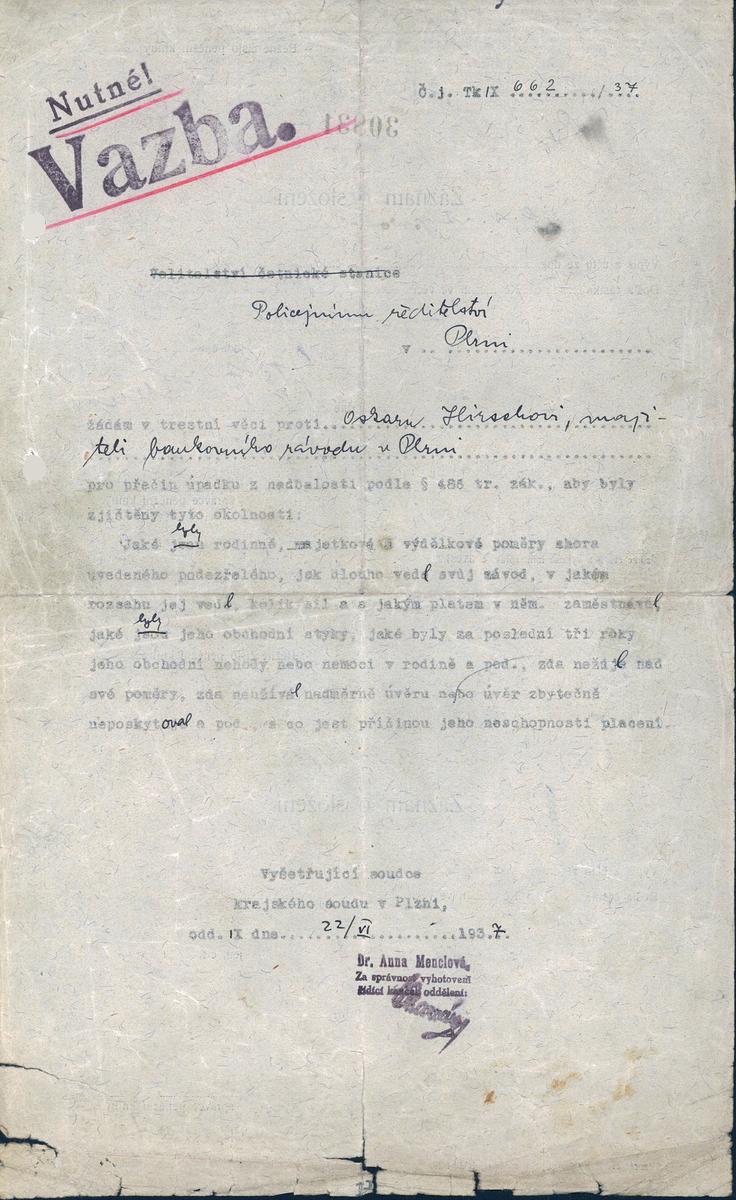 Nutné!
Vazba.
Č.j. Tk IX 662 /37
30831
Velitelství četnické stanice
Policejnímu ředitelství
v Plzni
žádám v trestní věci proti Oskaru Hirschovi, maji-
teli bankovního závodu v Plzni
pro přečin úpadku z nedbalosti podle § 486 tr. zák., aby byly
zjištěny tyto okolnosti:
Jaké jsou byly rodinné, majetkové a výdělkové poměry shora
uvedeného podezřelého, jak dlouho vedl svůj závod, v jakém
rozsahu jej vedl kolik sil a s jakým platem v něm. zaměstnával,
jaké jsou byly jeho obchodní styky, jaké byly za poslední tři roky
jeho obchodní nehody nebo nemoci v rodině a pod., zda nežil nad
své poměry, zda neužíval nadměrně úvěru nebo úvěr zbytečně
neposkytoval a pod., a co jest příčinou jeho neschopnosti placení.
Vyšetřující soudce
krajského soudu v Plzni,
odd. IX dne 22/VI 1937.
Dr. Anna Menclová,
Za správnost vyhotovení
řídící kancel. oddělení: